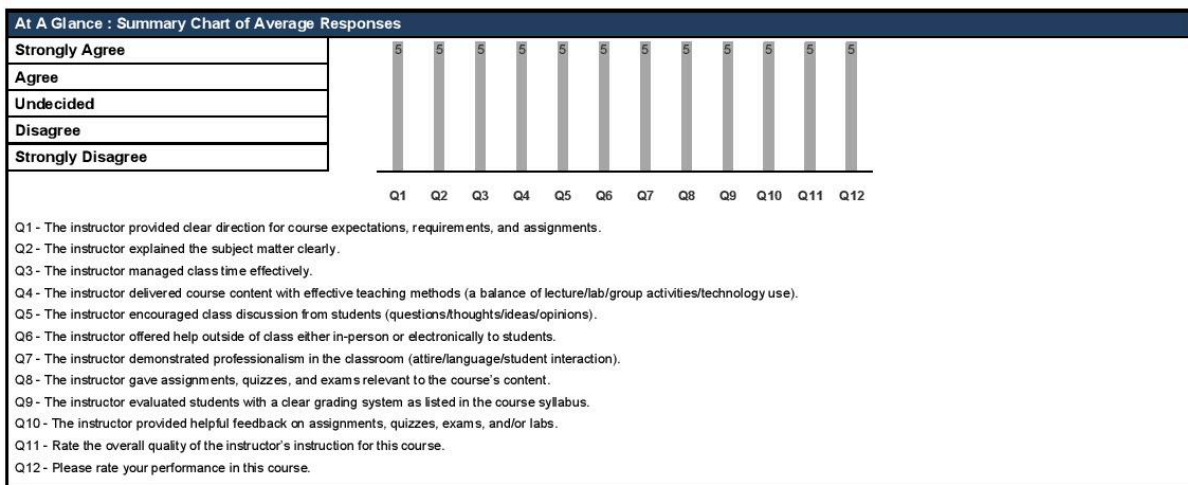 At A Glance : Summary Chart of Average Responses
Strongly Agree
Agree
Undecided
Disagree
Strongly Disagree
5 5 5 5 5 5 5 5 5 5 5 5
Q1 Q2 Q3 Q4 Q5 Q6 Q7 Q8 Q9 Q10 Q11 Q12
Q1 - The instructor provided clear direction for course expectations, requirements, and assignments.
Q2 - The instructor explained the subject matter clearly.
Q3 - The instructor managed class time effectively.
Q4 - The instructor delivered course content with effective teaching methods (a balance of lecture/lab/group activities/technology use).
Q5 - The instructor encouraged class discussion from students (questions/thoughts/ideas/opinions).
Q6 - The instructor offered help outside of class either in-person or electronically to students.
Q7 - The instructor demonstrated professionalism in the classroom (attire/language/student interaction).
Q8 - The instructor gave assignments, quizzes, and exams relevant to the course's content.
Q9 - The course evaluated students with a clear grading system as listed in the course syllabus.
Q10 - The instructor provided helpful feedback on assignments, quizzes, exams, and/or labs.
Q11 - Rate the overall quality of the instructor's instruction for this course.
Q12 - Please rate your performance in this course.